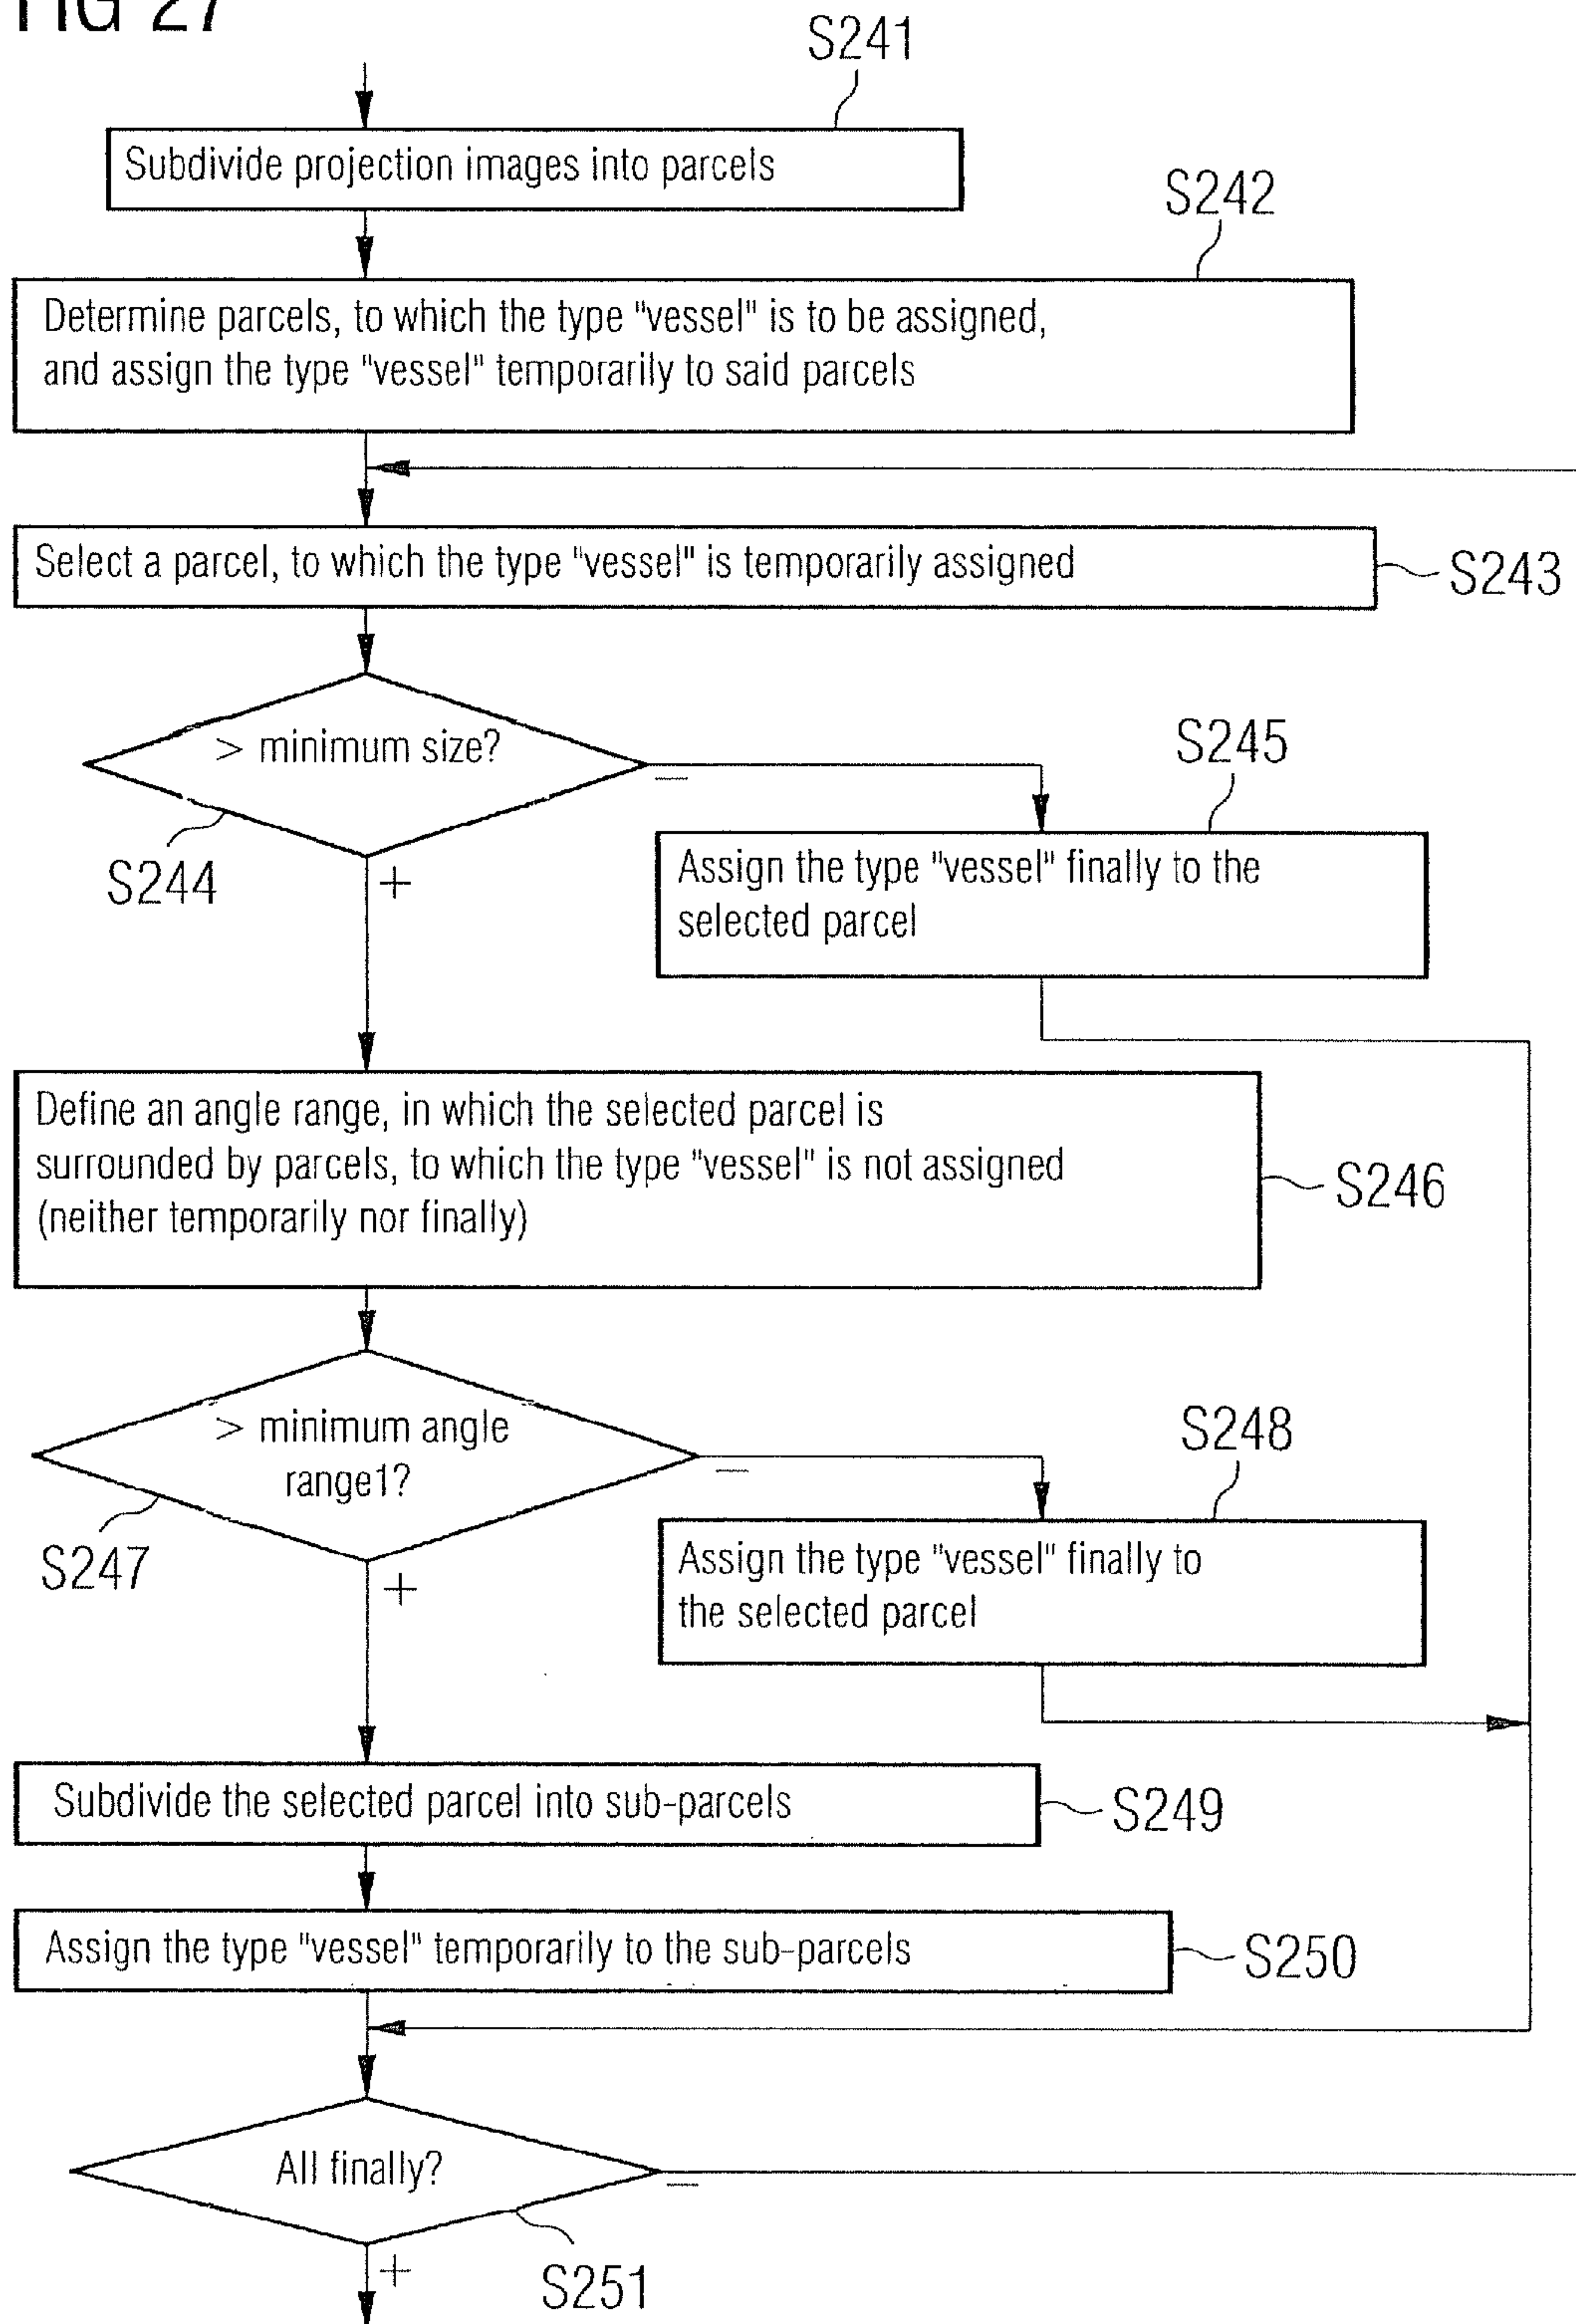 FIG 27
S241
Subdivide projection images into parcels
S242
Determine parcels, to which the type "vessel" is to be assigned,
and assign the type "vessel" temporarily to said parcels
Select a parcel, to which the type "vessel" is temporarily assigned
S243
> minimum size?
−
S244
+
S245
Assign the type "vessel" finally to the
selected parcel
Define an angle range, in which the selected parcel is
surrounded by parcels, to which the type "vessel" is not assigned
(neither temporarily nor finally)
S246
> minimum angle
range1?
−
S247
+
S248
Assign the type "vessel" finally to
the selected parcel
Subdivide the selected parcel into sub-parcels
S249
Assign the type "vessel" temporarily to the sub-parcels
S250
All finally?
−
+
S251